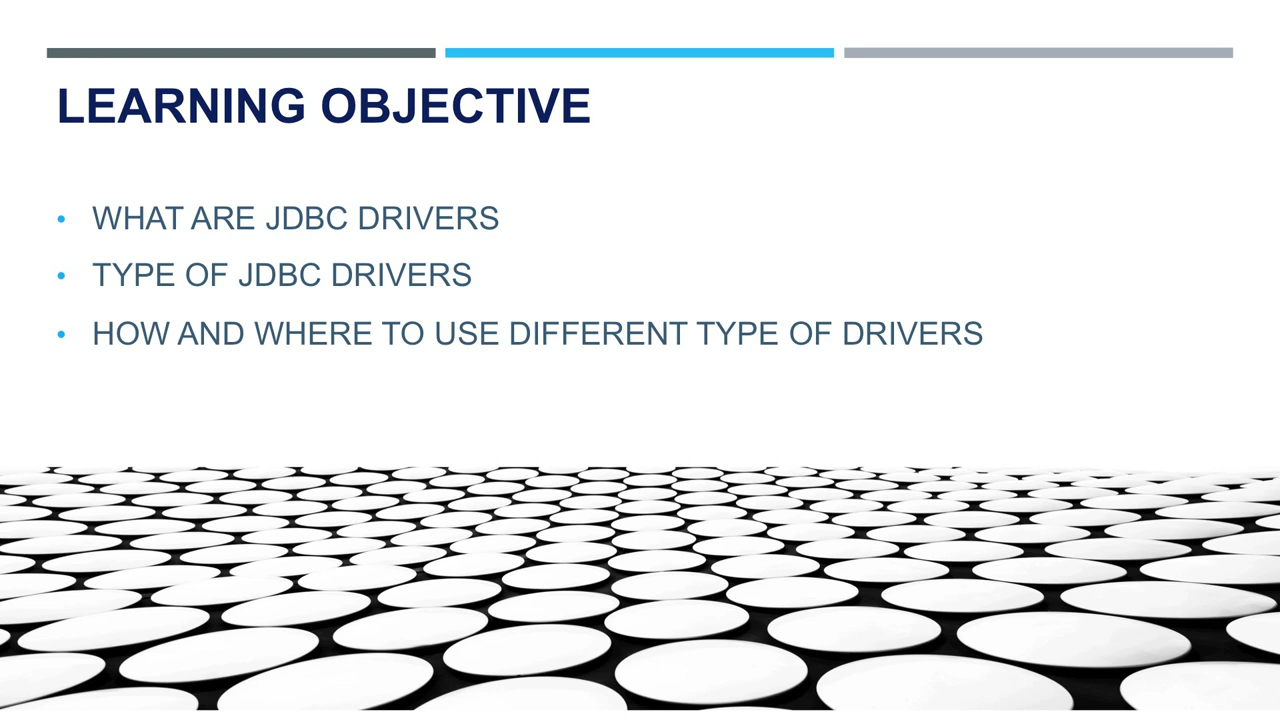 LEARNING OBJECTIVE
• WHAT ARE JDBC DRIVERS
• TYPE OF JDBC DRIVERS
• HOW AND WHERE TO USE DIFFERENT TYPE OF DRIVERS